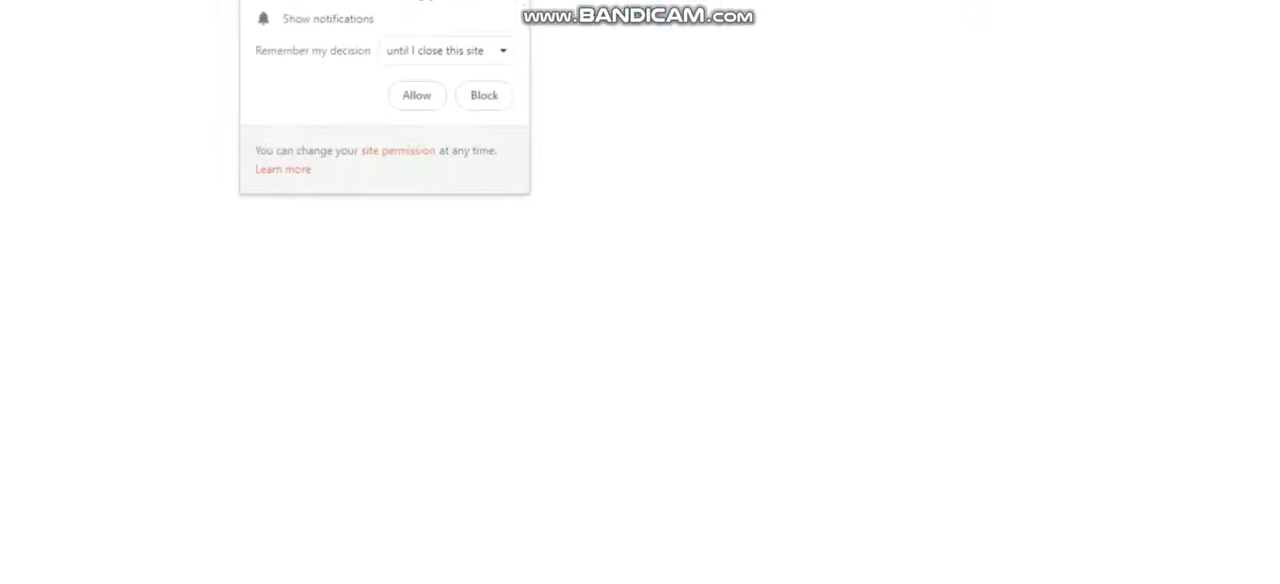 www.BANDICAM.com
Show notifications
Remember my decision until I close this site
Allow Block
You can change your site permission at any time.
Learn more